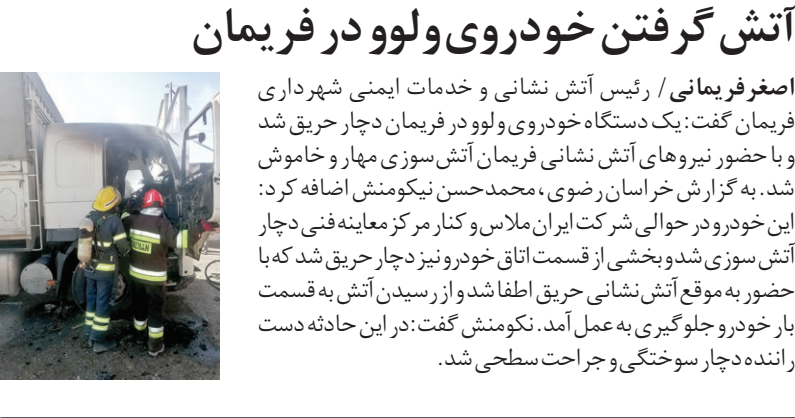 آتش گرفتن خودروی ولوو در فریمان
اصغر فریمانی / رئیس آتش نشانی و خدمات ایمنی شهرداری
فریمان گفت: یک دستگاه خودروی ولوو در فریمان دچار حریق شد
و با حضور نیروهای آتش نشانی فریمان آتش‌سوزی مهار و خاموش
شد. به گزارش خراسان رضوی، محمدحسن نیکومنش اضافه کرد:
این خودرو در حوالی شرکت ایران ملاس و کنار مرکز معاینه فنی دچار
آتش سوزی شد و بخشی از قسمت اتاق خودرو نیز دچار حریق شد که با
حضور به موقع آتش‌نشانی حریق اطفا شد و از رسیدن آتش به قسمت
بار خودرو جلوگیری به عمل آمد. نکومنش گفت: در این حادثه دست
راننده دچار سوختگی و جراحت سطحی شد.